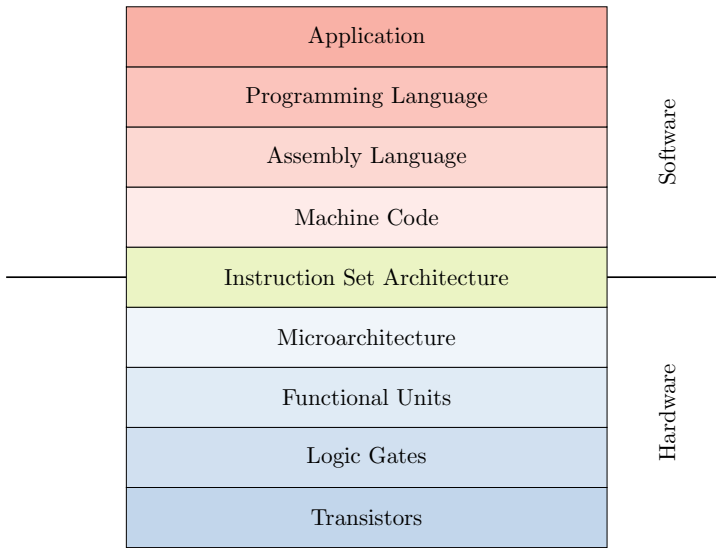 Application
Programming Language
Assembly Language
Machine Code
Instruction Set Architecture
Microarchitecture
Functional Units
Logic Gates
Transistors
Software
Hardware